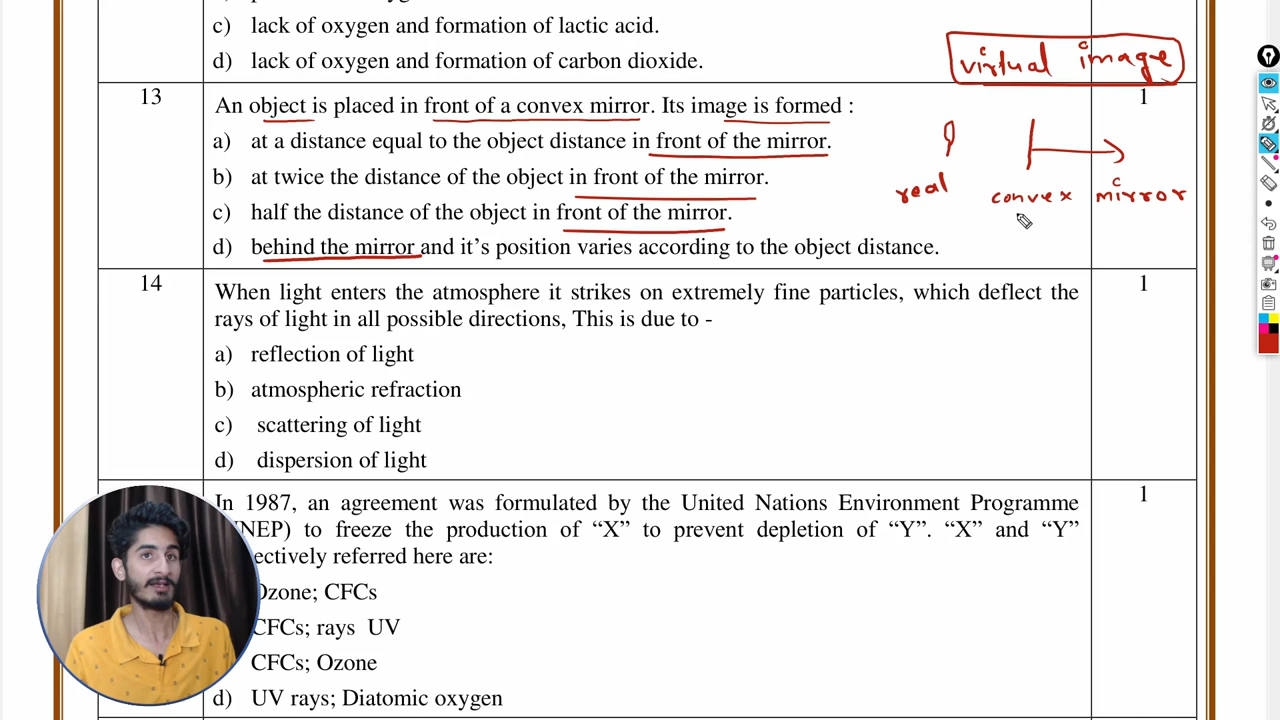 c) lack of oxygen and formation of lactic acid.
d) lack of oxygen and formation of carbon dioxide.
virtual image
13
An object is placed in front of a convex mirror. Its image is formed :
1
a) at a distance equal to the object distance in front of the mirror.
b) at twice the distance of the object in front of the mirror.
c) half the distance of the object in front of the mirror.
d) behind the mirror and it’s position varies according to the object distance.
real
convex mirror
14
When light enters the atmosphere it strikes on extremely fine particles, which deflect the
rays of light in all possible directions, This is due to -
1
a) reflection of light
b) atmospheric refraction
c) scattering of light
d) dispersion of light
In 1987, an agreement was formulated by the United Nations Environment Programme
NEP) to freeze the production of “X” to prevent depletion of “Y”. “X” and “Y”
ectively referred here are:
1
Ozone; CFCs
CFCs; rays UV
CFCs; Ozone
d) UV rays; Diatomic oxygen